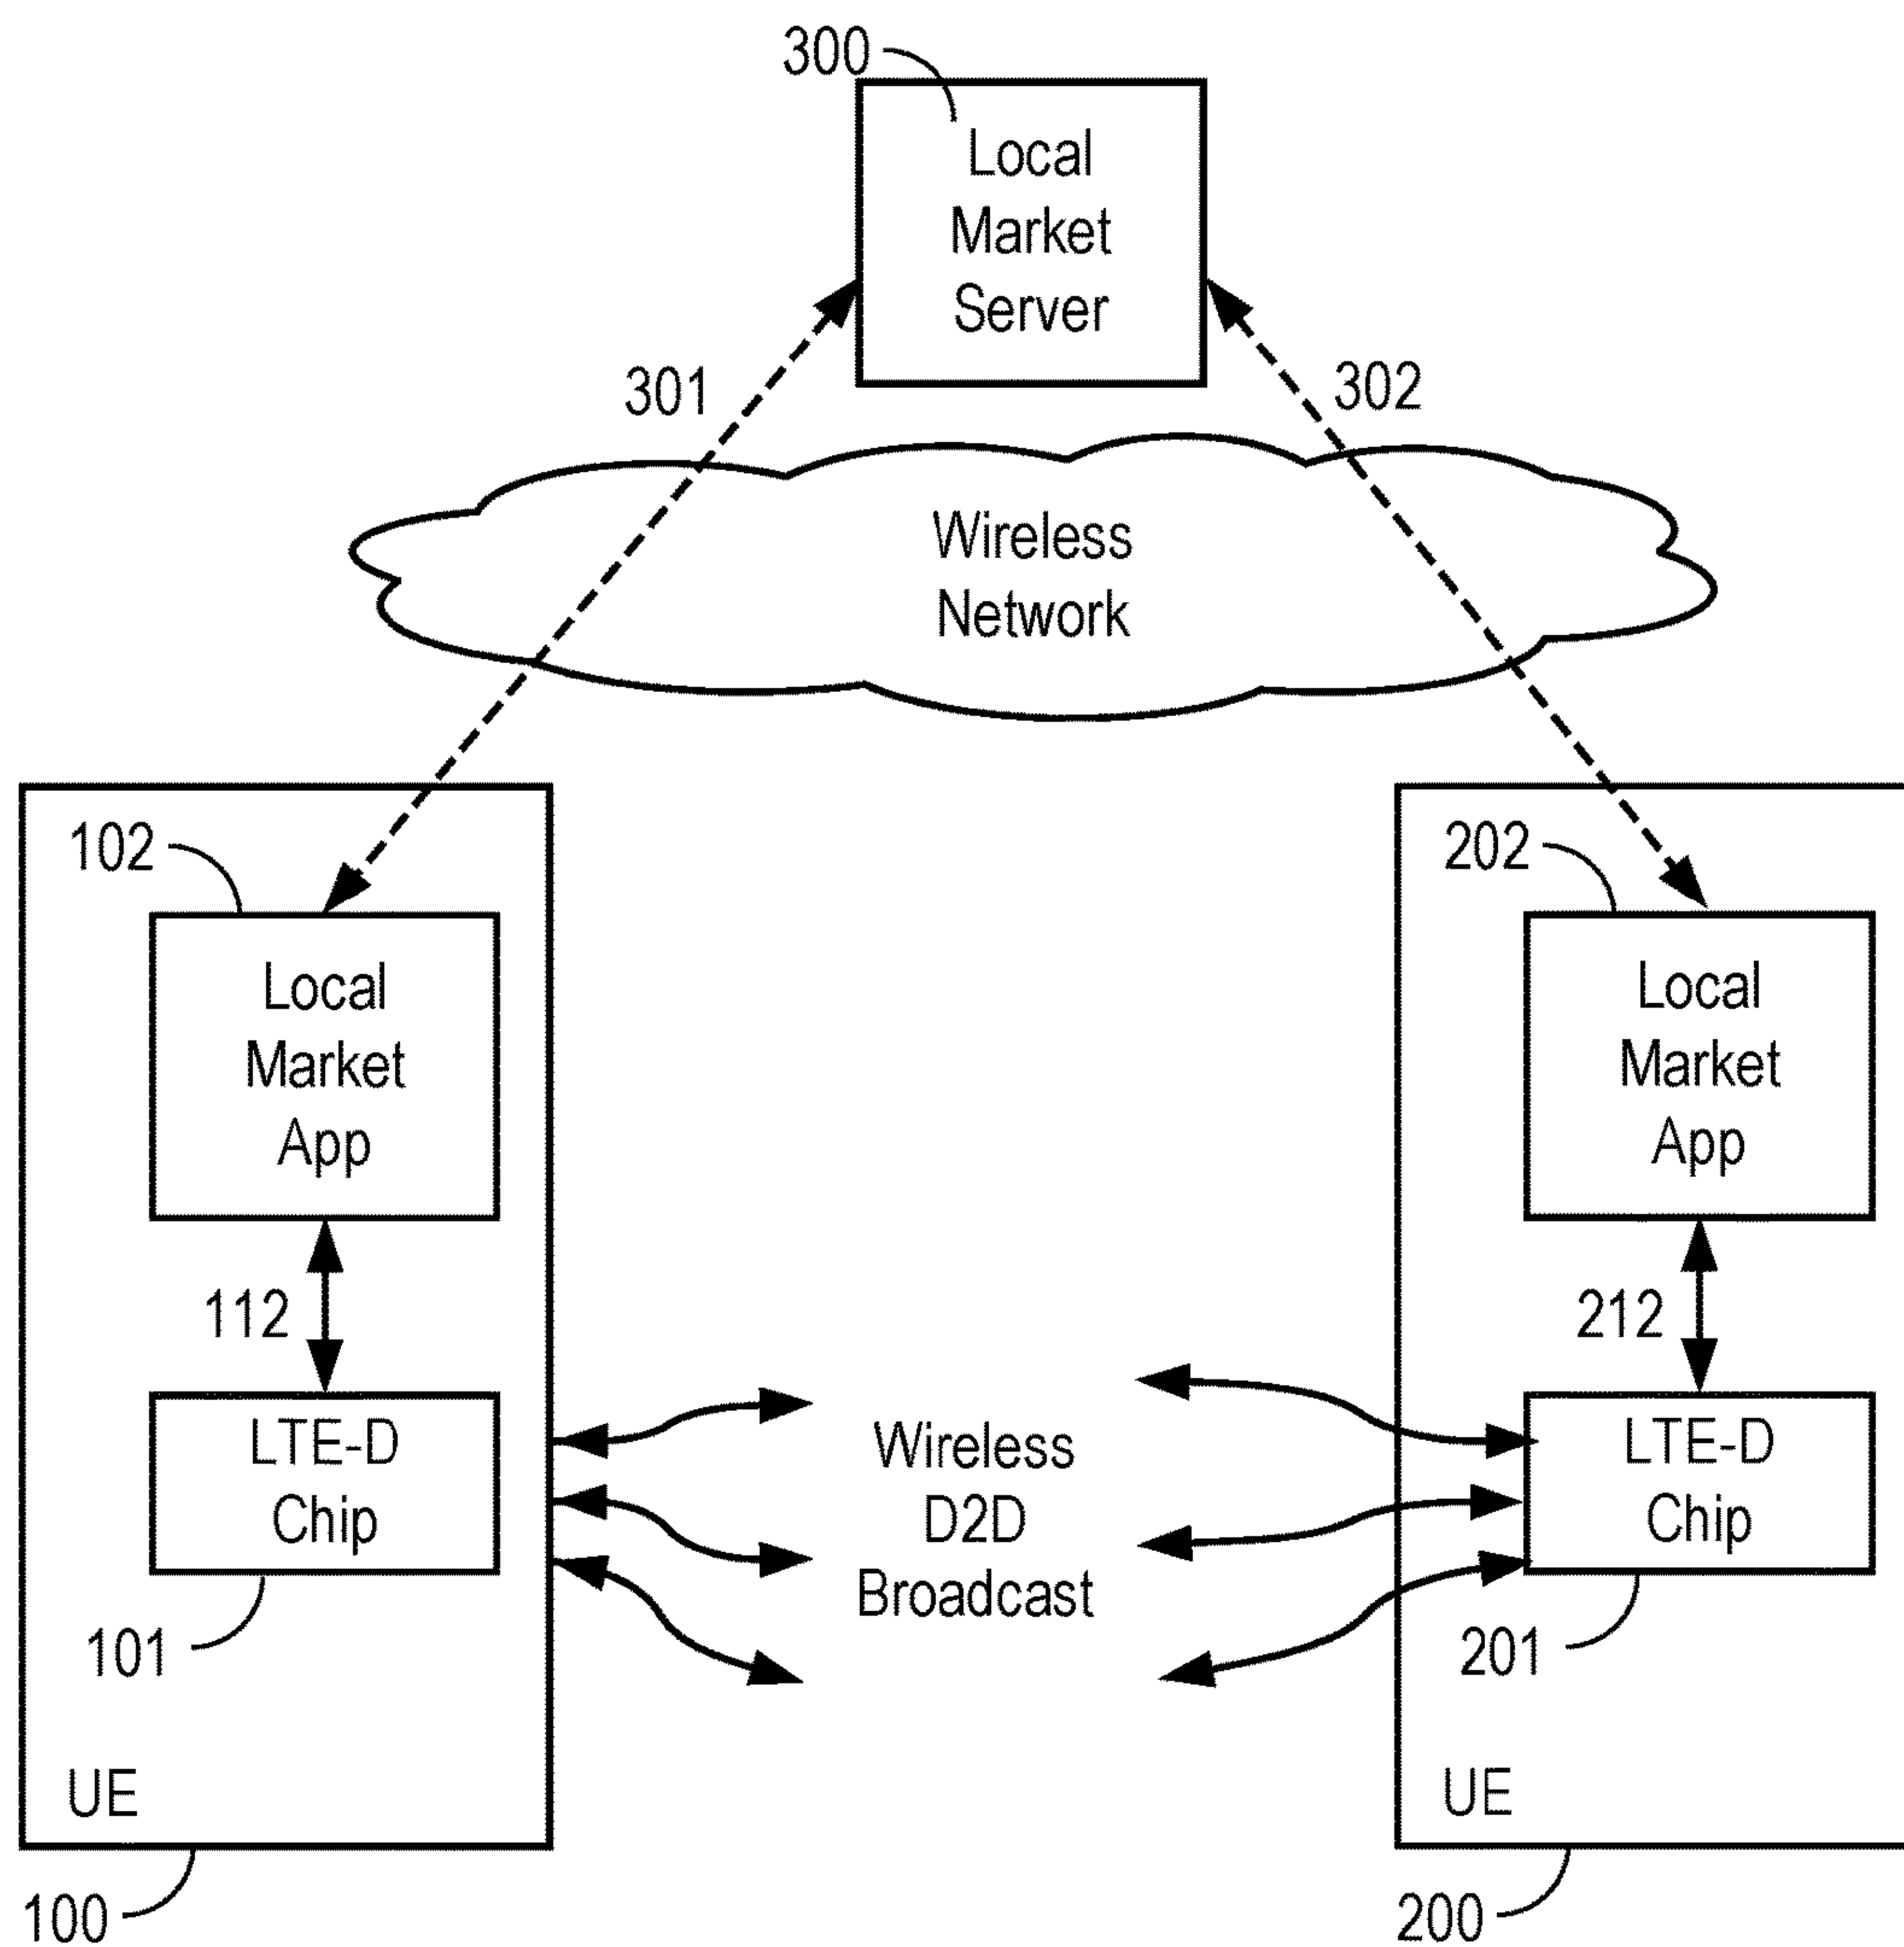 300
Local
Market
Server
301
302
Wireless
Network
102
Local
Market
App
202
Local
Market
App
112
212
LTE-D
Chip
Wireless
D2D
Broadcast
LTE-D
Chip
101
201
UE
UE
100
200